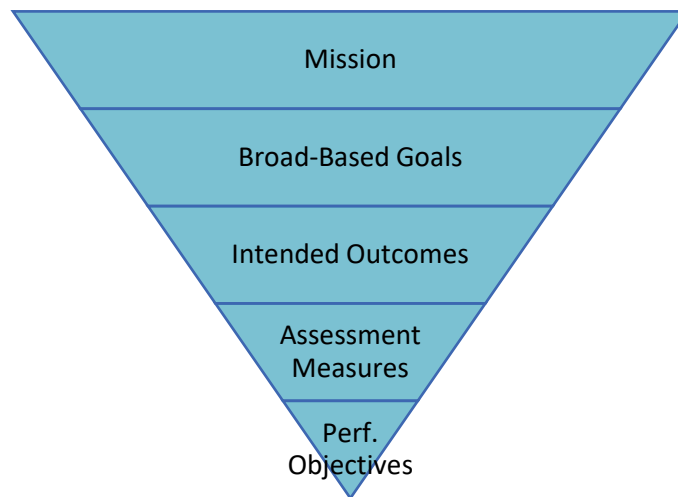 Mission
Broad-Based Goals
Intended Outcomes
Assessment
Measures
Perf.
Objectives